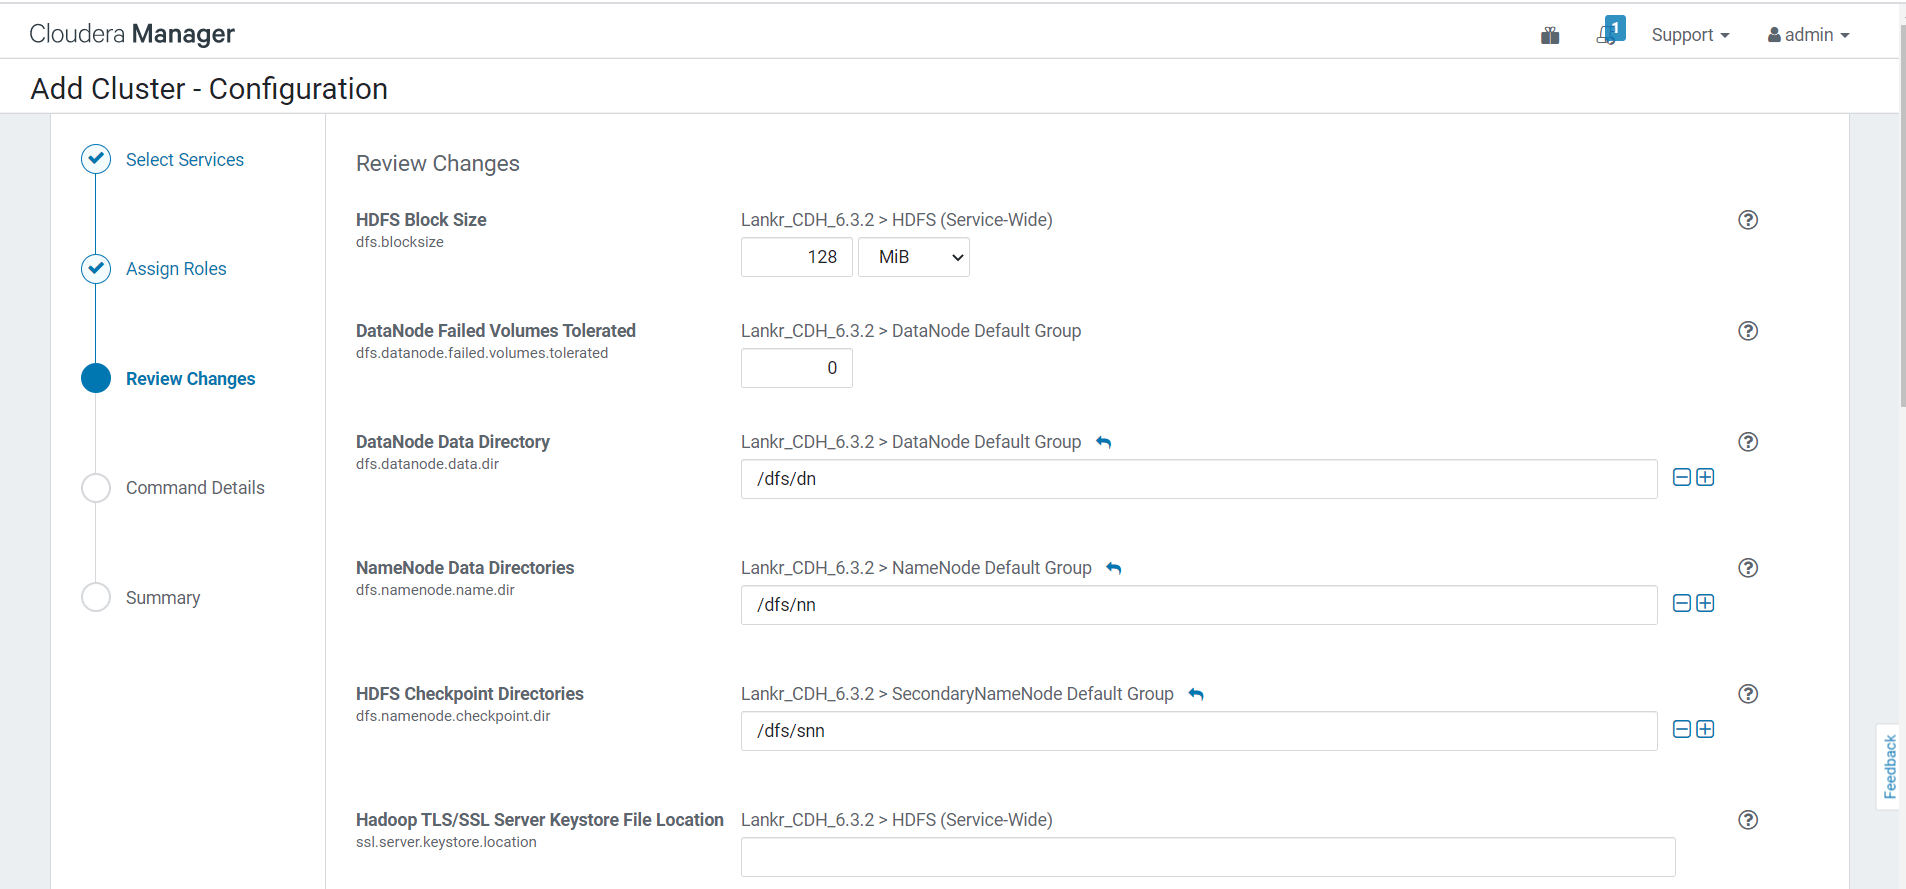 Cloudera Manager
1
Support
admin
Add Cluster - Configuration
Select Services
Assign Roles
Review Changes
Command Details
Summary
Review Changes
HDFS Block Size
dfs.blocksize
Lankr_CDH_6.3.2 > HDFS (Service-Wide)
128
MiB
DataNode Failed Volumes Tolerated
dfs.datanode.failed.volumes.tolerated
Lankr_CDH_6.3.2 > DataNode Default Group
0
DataNode Data Directory
dfs.datanode.data.dir
Lankr_CDH_6.3.2 > DataNode Default Group
/dfs/dn
NameNode Data Directories
dfs.namenode.name.dir
Lankr_CDH_6.3.2 > NameNode Default Group
/dfs/nn
HDFS Checkpoint Directories
dfs.namenode.checkpoint.dir
Lankr_CDH_6.3.2 > SecondaryNameNode Default Group
/dfs/snn
Hadoop TLS/SSL Server Keystore File Location
ssl.server.keystore.location
Lankr_CDH_6.3.2 > HDFS (Service-Wide)
Feedback